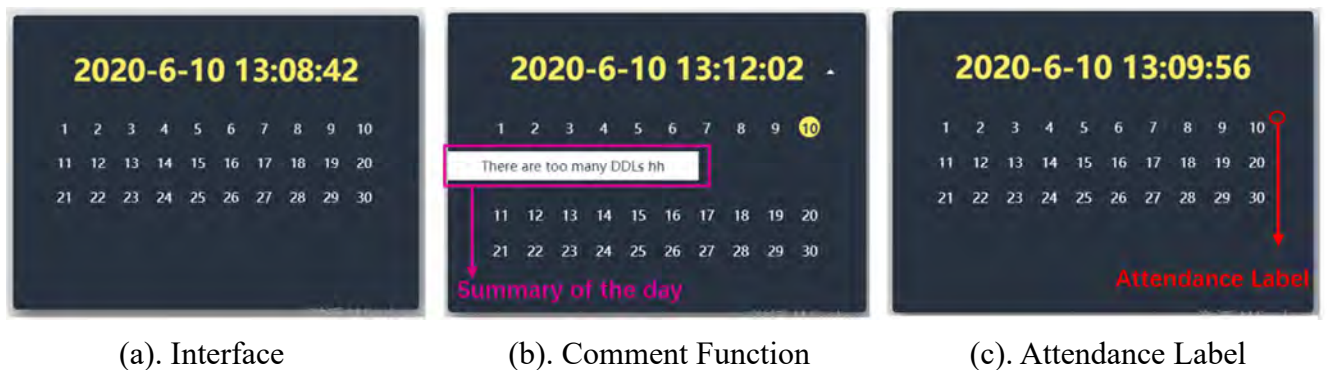 2020-6-10 13:08:42
1 2 3 4 5 6 7 8 9 10
11 12 13 14 15 16 17 18 19 20
21 22 23 24 25 26 27 28 29 30
(a). Interface
2020-6-10 13:12:02
1 2 3 4 5 6 7 8 9 10
There are too many DDLs hh
11 12 13 14 15 16 17 18 19 20
21 22 23 24 25 26 27 28 29 30
Summary of the day
(b). Comment Function
2020-6-10 13:09:56
1 2 3 4 5 6 7 8 9 10
11 12 13 14 15 16 17 18 19 20
21 22 23 24 25 26 27 28 29 30
Attendance Label
(c). Attendance Label